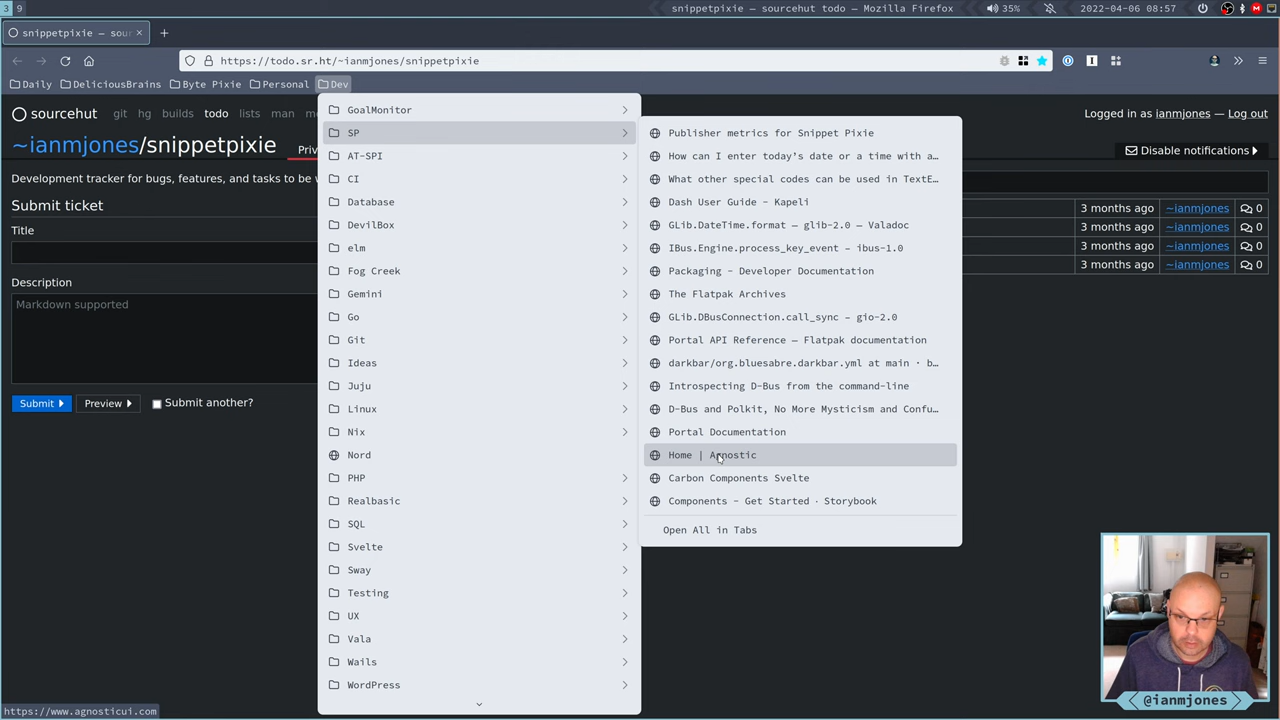 3 9 snippetpixie — sourcehut todo — Mozilla Firefox 35% 2022-04-06 08:57
snippetpixie — sour
https://todo.sr.ht/~ianmjones/snippetpixie
Daily DeliciousBrains Byte Pixie Personal Dev
sourcehut git hg builds todo lists man m Logged in as ianmjones — Log out
~ianmjones/snippetpixie Priv Disable notifications
Development tracker for bugs, features, and tasks to be w
Submit ticket
Title
Description
Markdown supported
Submit Preview Submit another?
3 months ago ~ianmjones 0
3 months ago ~ianmjones 0
3 months ago ~ianmjones 0
3 months ago ~ianmjones 0
GoalMonitor
SP
AT-SPI
CI
Database
DevilBox
elm
Fog Creek
Gemini
Go
Git
Ideas
Juju
Linux
Nix
Nord
PHP
Realbasic
SQL
Svelte
Sway
Testing
UX
Vala
Wails
WordPress
Publisher metrics for Snippet Pixie
How can I enter today's date or a time with a…
What other special codes can be used in TextE…
Dash User Guide - Kapeli
GLib.DateTime.format – glib-2.0 – Valadoc
IBus.Engine.process_key_event – ibus-1.0
Packaging - Developer Documentation
The Flatpak Archives
GLib.DBusConnection.call_sync – gio-2.0
Portal API Reference — Flatpak documentation
darkbar/org.bluesabre.darkbar.yml at main · b…
Introspecting D-Bus from the command-line
D-Bus and Polkit, No More Mysticism and Confu…
Portal Documentation
Home | Agnostic
Carbon Components Svelte
Components - Get Started · Storybook
Open All in Tabs
https://www.agnosticui.com
@ianmjones